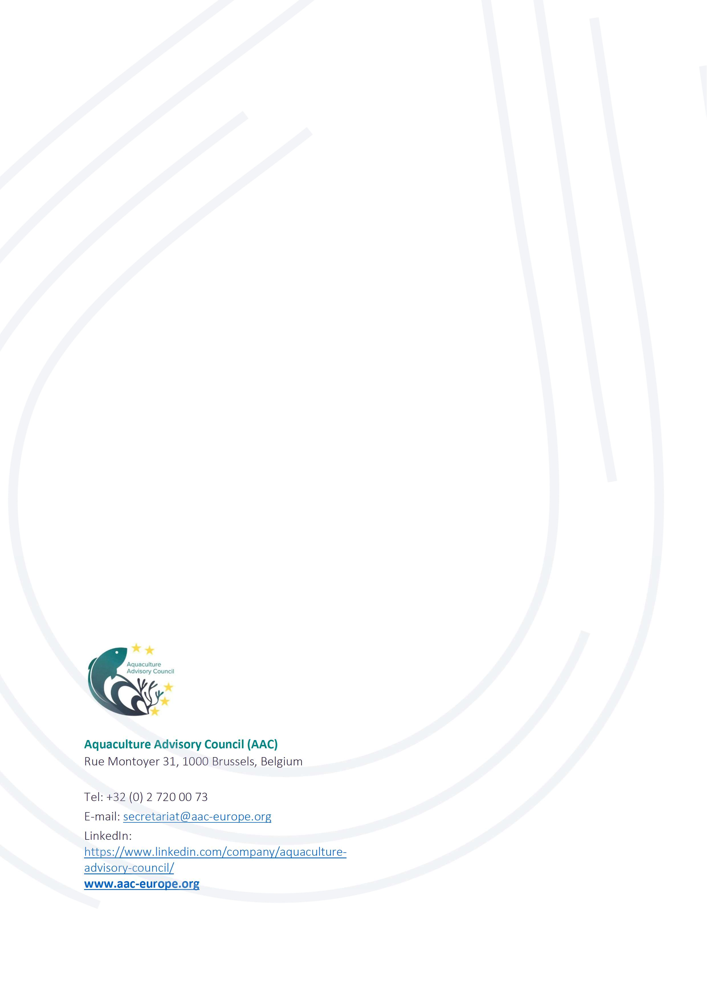 Aquaculture
Advisory Council
Aquaculture Advisory Council (AAC)
Rue Montoyer 31, 1000 Brussels, Belgium
Tel: +32 (0) 2 720 00 73
E-mail: secretariat@aac-europe.org
LinkedIn:
https://www.linkedin.com/company/aquaculture-
advisory-council/
www.aac-europe.org